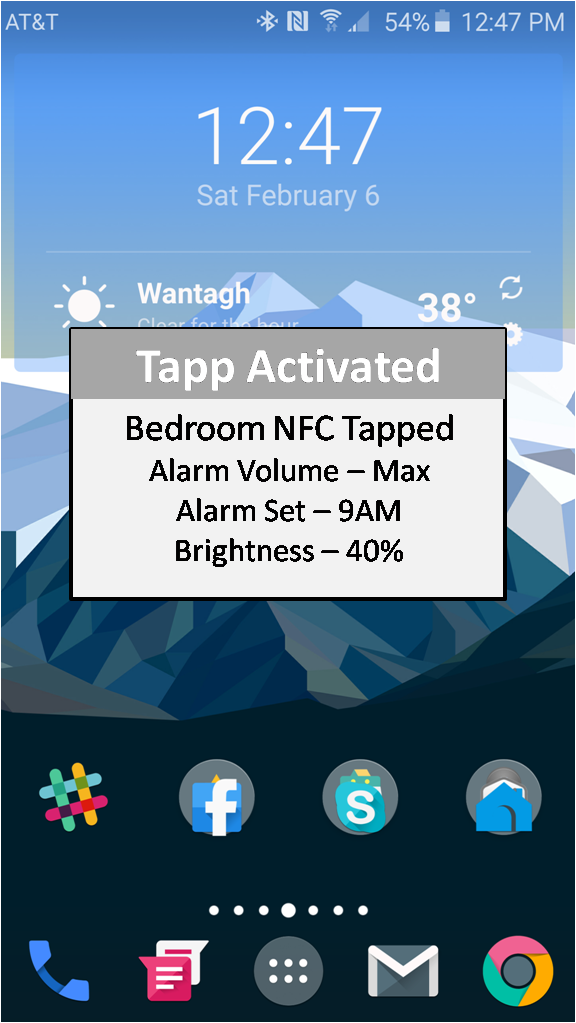 AT&T 54% 12:47 PM
12:47
Sat February 6
Wantagh 38°
Clear for the hour
Tapp Activated
Bedroom NFC Tapped
Alarm Volume – Max
Alarm Set – 9AM
Brightness – 40%